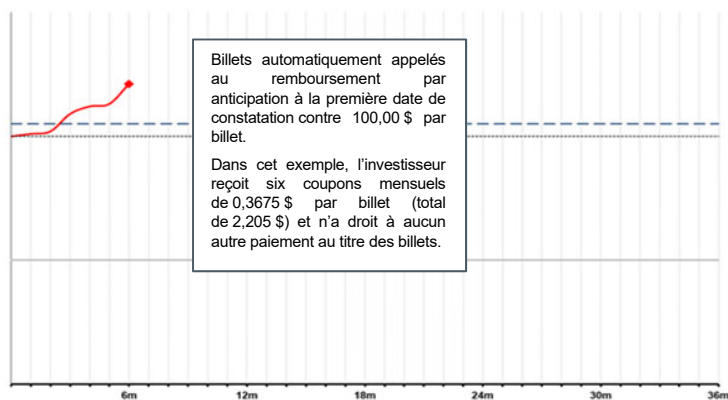 Billets automatiquement appelés
au remboursement par
anticipation à la première date de
constatation contre 100,00 $ par
billet.
Dans cet exemple, l’investisseur
reçoit six coupons mensuels
de 0,3675 $ par billet (total
de 2,205 $) et n’a droit à aucun
autre paiement au titre des billets.
6m 12m 18m 24m 30m 36m